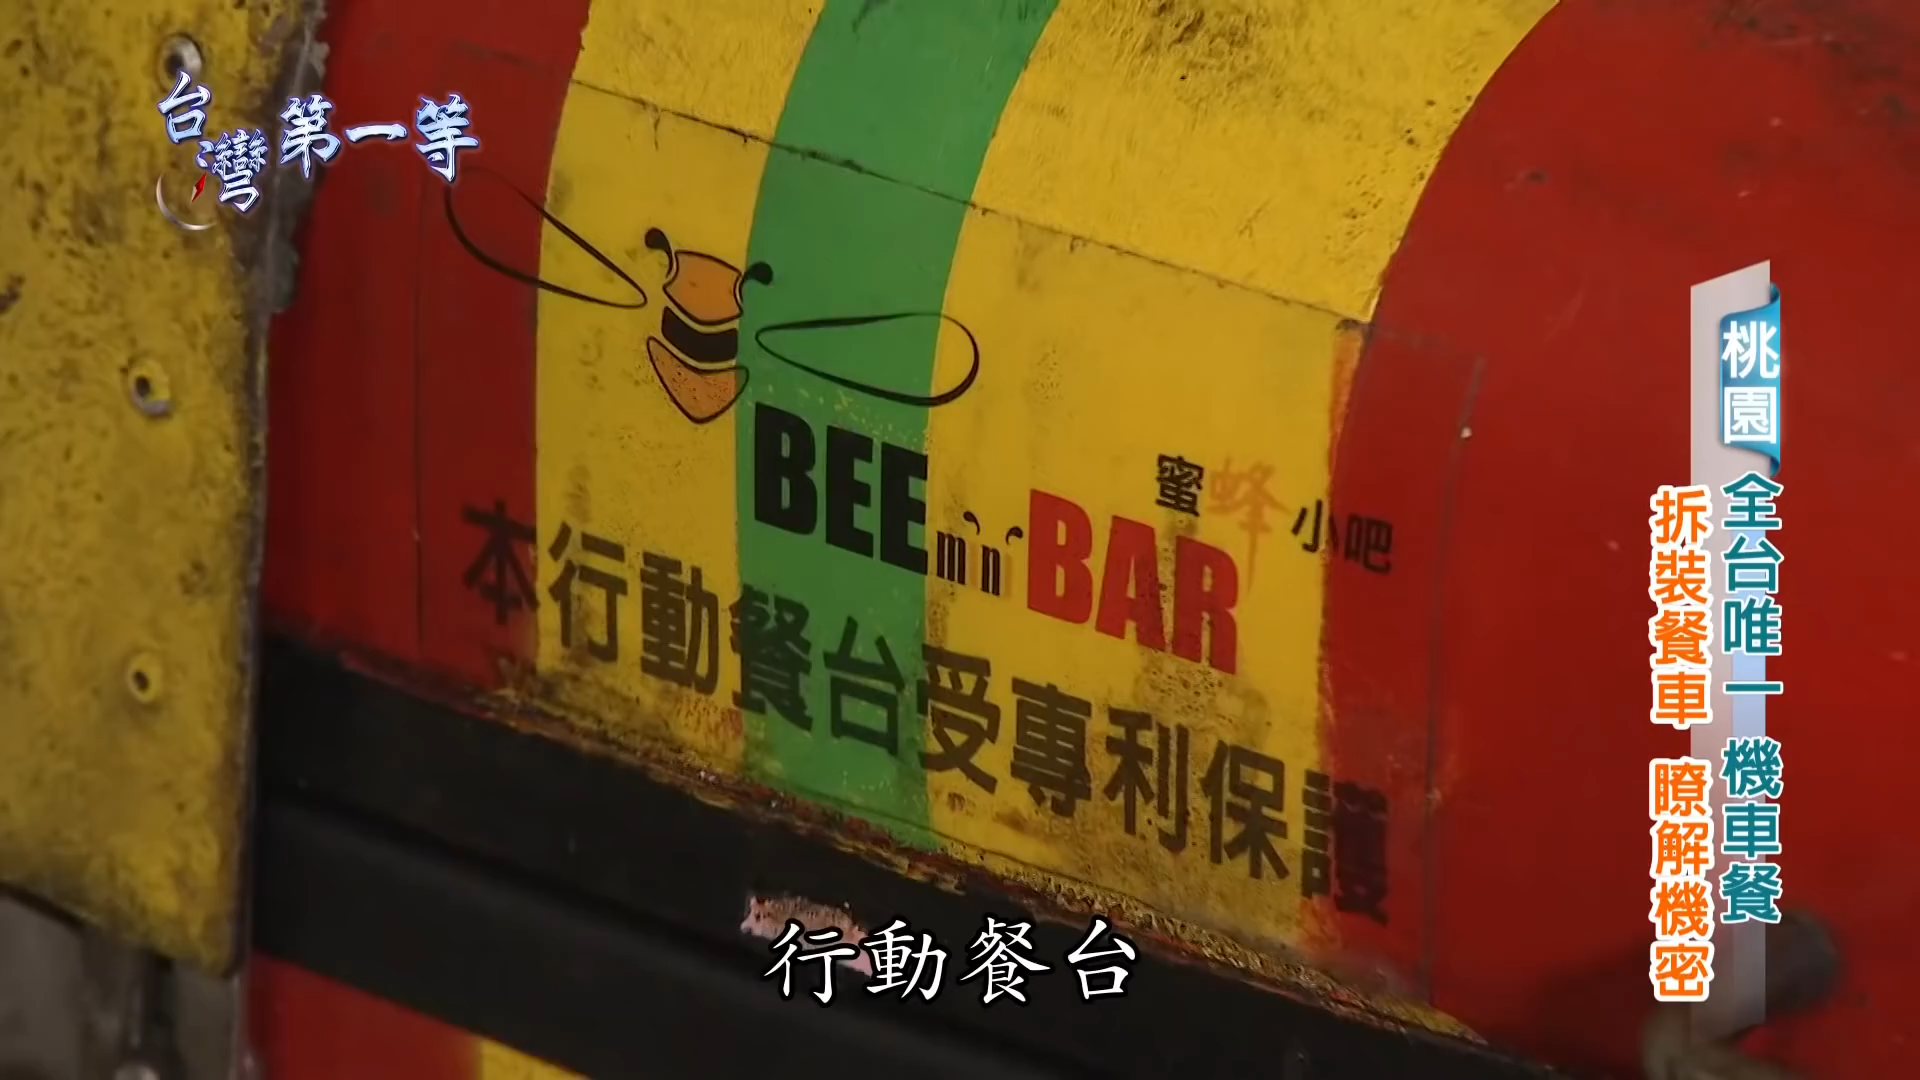 台灣第一等
桃園 全台唯一 機車餐
拆裝餐車 瞭解機密
BEE m'n' BAR
蜜蜂小吧
本行動餐台受專利保護
行動餐台